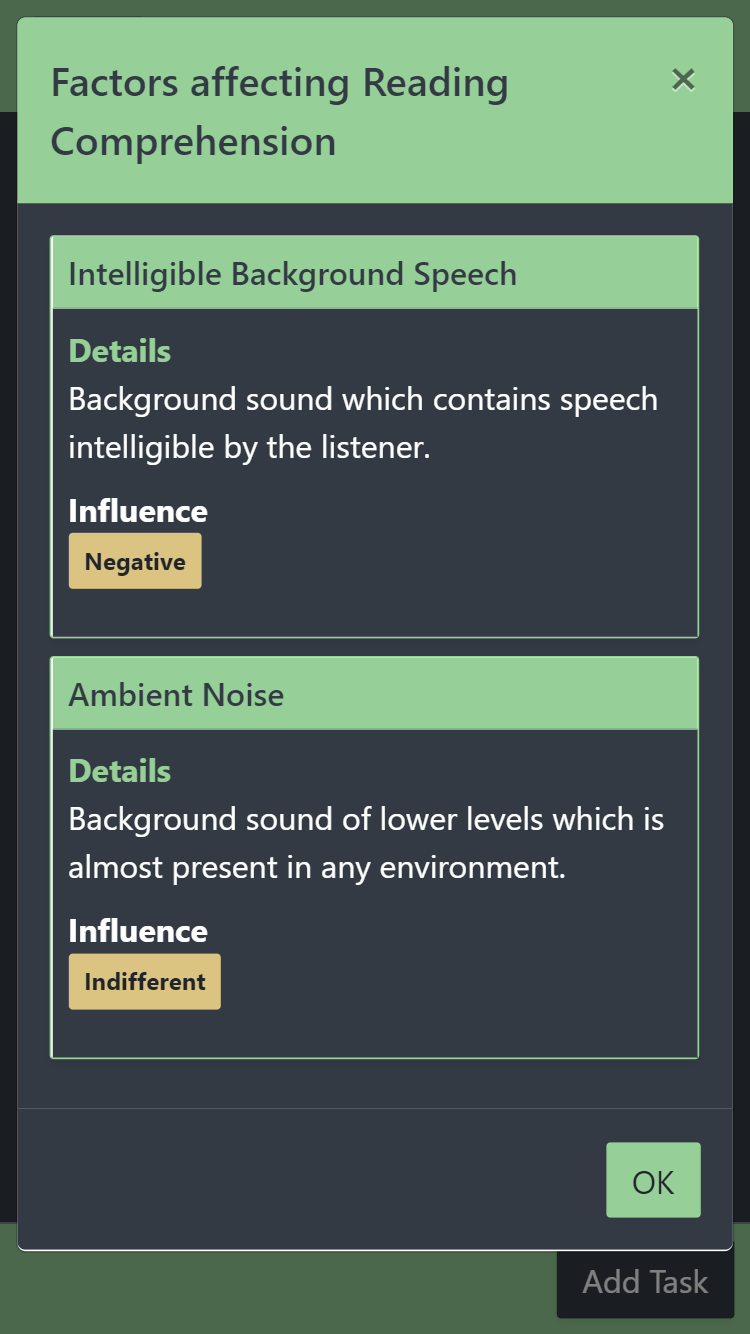 Factors affecting Reading
Comprehension
×
Intelligible Background Speech
Details
Background sound which contains speech
intelligible by the listener.
Influence
Negative
Ambient Noise
Details
Background sound of lower levels which is
almost present in any environment.
Influence
Indifferent
OK
Add Task